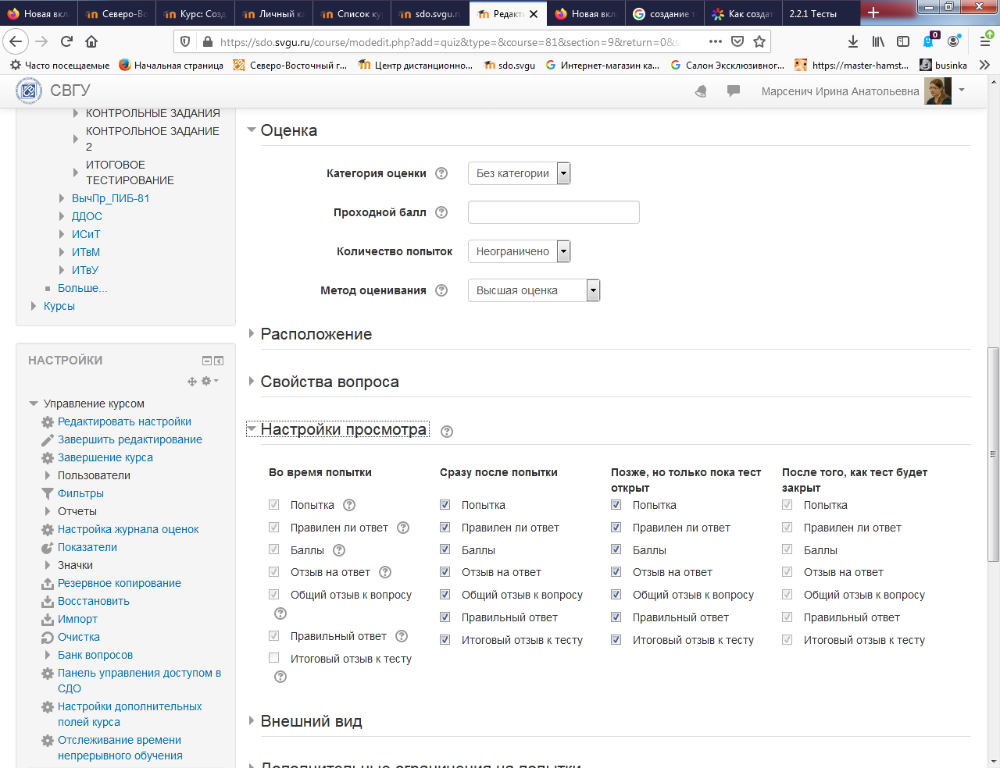 Новая вкл
Северо-Во
Курс: Созд
Личный ка
Список ку
sdo.svgu.ru
Редакти
Новая вкл
создание т
Как создат
2.2.1 Тесты
https://sdo.svgu.ru/course/modedit.php?add=quiz&type=&course=81&section=9&return=0&s
0
Часто посещаемые
Начальная страница
Северо-Восточный г...
Центр дистанционно...
sdo.svgu
Интернет-магазин ка...
Салон Эксклюзивног...
https://master-hamst...
businka
СВГУ
Марсенич Ирина Анатольевна
КОНТРОЛЬНЫЕ ЗАДАНИЯ
КОНТРОЛЬНОЕ ЗАДАНИЕ
2
ИТОГОВОЕ
ТЕСТИРОВАНИЕ
ВычПр_ПИБ-81
ДДОС
ИСиТ
ИТвМ
ИТвУ
Больше...
Курсы
НАСТРОЙКИ
Управление курсом
Редактировать настройки
Завершить редактирование
Завершение курса
Пользователи
Фильтры
Отчеты
Настройка журнала оценок
Показатели
Значки
Резервное копирование
Восстановить
Импорт
Очистка
Банк вопросов
Панель управления доступом в
СДО
Настройки дополнительных
полей курса
Отслеживание времени
непрерывного обучения
Оценка
Категория оценки
Без категории
Проходной балл
Количество попыток
Неограничено
Метод оценивания
Высшая оценка
Расположение
Свойства вопроса
Настройки просмотра
Во время попытки
Попытка
Правилен ли ответ
Баллы
Отзыв на ответ
Общий отзыв к вопросу
Правильный ответ
Итоговый отзыв к тесту
Сразу после попытки
Попытка
Правилен ли ответ
Баллы
Отзыв на ответ
Общий отзыв к вопросу
Правильный ответ
Итоговый отзыв к тесту
Позже, но только пока тест
открыт
Попытка
Правилен ли ответ
Баллы
Отзыв на ответ
Общий отзыв к вопросу
Правильный ответ
Итоговый отзыв к тесту
После того, как тест будет
закрыт
Попытка
Правилен ли ответ
Баллы
Отзыв на ответ
Общий отзыв к вопросу
Правильный ответ
Итоговый отзыв к тесту
Внешний вид
Дополнительные ограничения на попытки